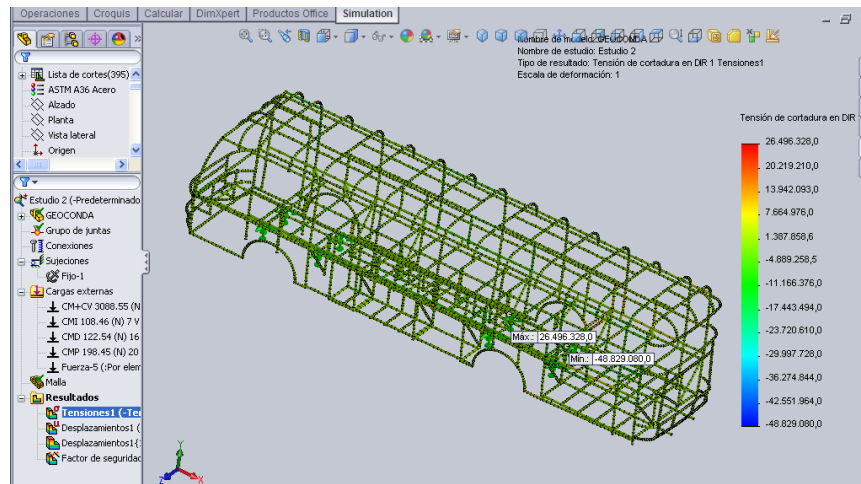 Operaciones Croquis Calcular DimXpert Productos Office Simulation
Lista de cortes(395)
ASTM A36 Acero
Alzado
Planta
Vista lateral
Origen
Estudio 2 (-Predeterminado
GEOCONDA
Grupo de juntas
Conexiones
Sujeciones
Fijo-1
Cargas externas
CM+CV 3088.55 (N
CMI 108.46 (N) 7 V
CMD 122.54 (N) 16
CMP 198.45 (N) 20
Fuerza-5 (:Por elem
Malla
Resultados
Tensiones1 (-Ten
Desplazamientos1 (
Desplazamientos1{
Factor de seguridad
Nombre de modelo: GEOCONDA
Nombre de estudio: Estudio 2
Tipo de resultado: Tensión de cortadura en DIR 1 Tensiones1
Escala de deformación: 1
Máx.: 26.496.328,0
Mín.: -48.829.080,0
Tensión de cortadura en DIR
26.496.328,0
20.219.210,0
13.942.093,0
7.664.976,0
1.387.858,6
-4.889.258,5
-11.166.376,0
-17.443.494,0
-23.720.610,0
-29.997.728,0
-36.274.844,0
-42.551.964,0
-48.829.080,0
Y
X
Z